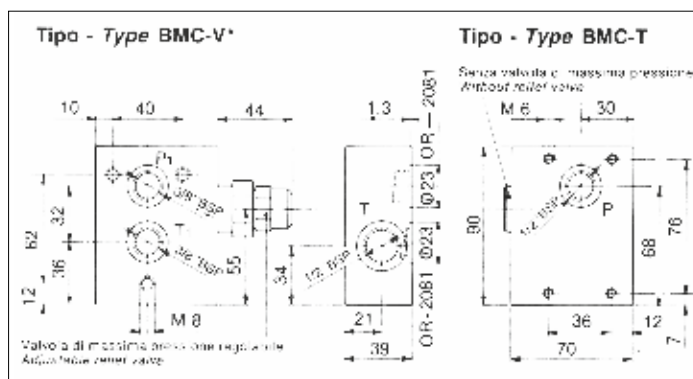 Tipo - Type BMC-V*
Tipo - Type BMC-T
Senza valvola di massima pressione
Without relief valve
10
40
44
1.3
OR-2081
M 6
30
P1
3/8" BSP
T
3/8" BSP
62
32
36
12
55
34
M 8
T
1/2" BSP
Ø23
Ø23
OR-2081
21
39
90
1/2" BSP
P
68
76
36
12
7
70
Valvola di massima pressione regolabile
Adjustable relief valve